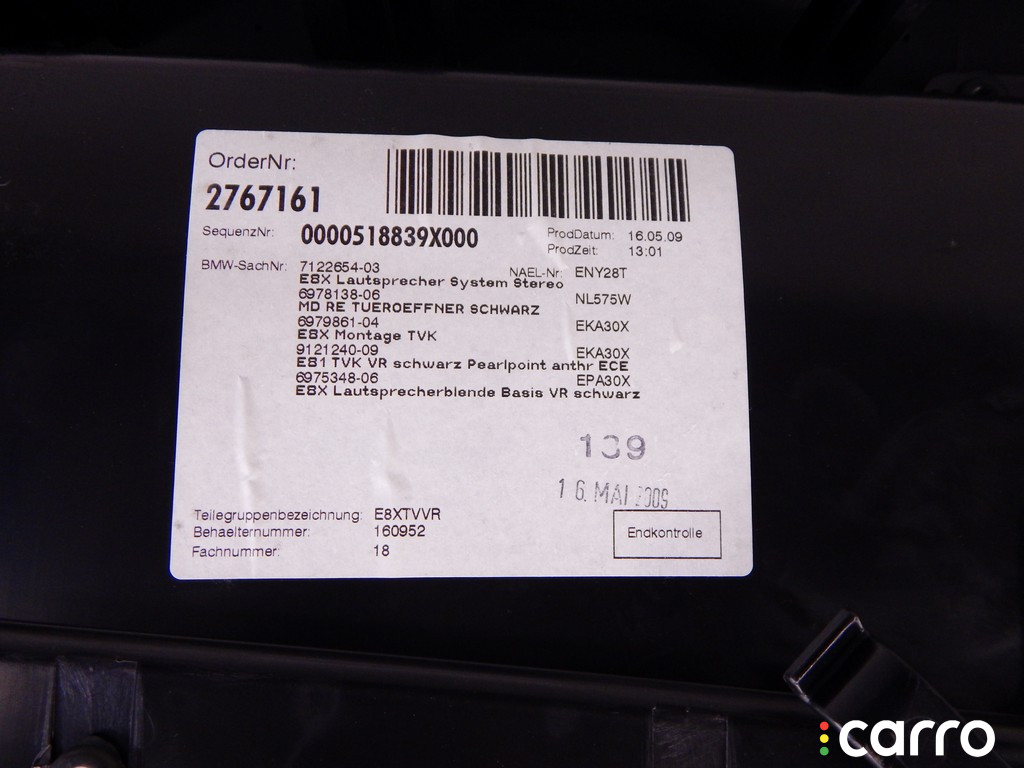 OrderNr:
2767161
SequenzNr: 0000518839X000
ProdDatum: 16.05.09
ProdZeit: 13:01
BMW-SachNr: 7122654-03 NAEL-Nr: ENY28T
E8X Lautsprecher System Stereo
6978138-06 NL575W
MD RE TUEROEFFNER SCHWARZ
6979861-04 EKA30X
E8X Montage TVK
9121240-09 EKA30X
E81 TVK VR schwarz Pearlpoint anthr ECE
6975348-06 EPA30X
E8X Lautsprecherblende Basis VR schwarz
139
16. MAI 2009
Teilegruppenbezeichnung: E8XTVVR
Behaelternummer: 160952
Fachnummer: 18
Endkontrolle
carro